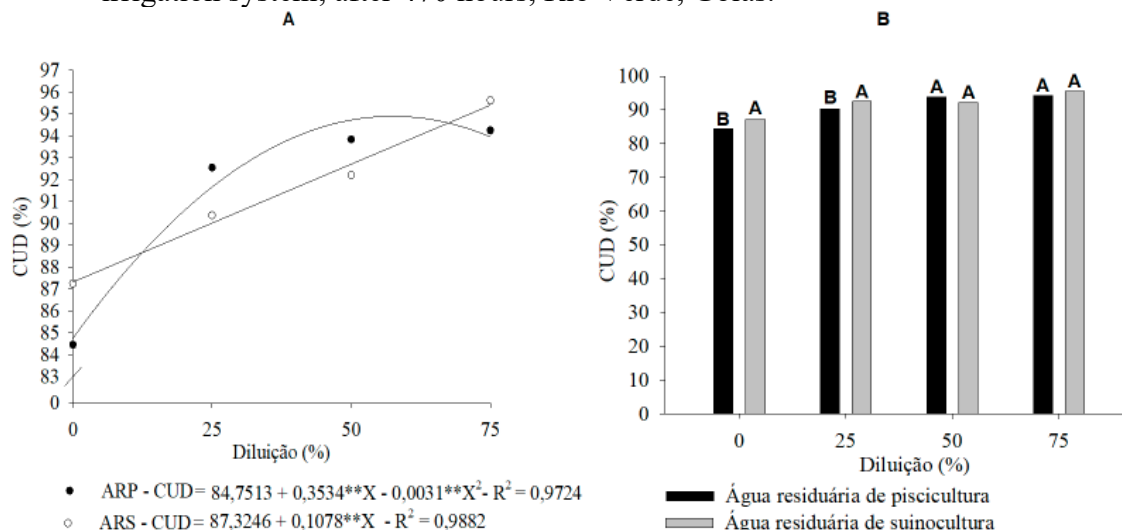 irrigation system, after 470 hours, Rio Verde, Goiás.
A
B
97
96
95
94
93
92
91
90
89
88
87
86
85
84
83
0
CUD (%)
0 25 50 75
Diluição (%)
● ARP - CUD= 84,7513 + 0,3534**X - 0,0031**X²- R² = 0,9724
○ ARS - CUD= 87,3246 + 0,1078**X - R² = 0,9882
100
90
80
70
60
50
40
30
20
10
0
CUD (%)
B A B A A A A A
0 25 50 75
Diluição (%)
Água residuária de piscicultura
Água residuária de suinocultura